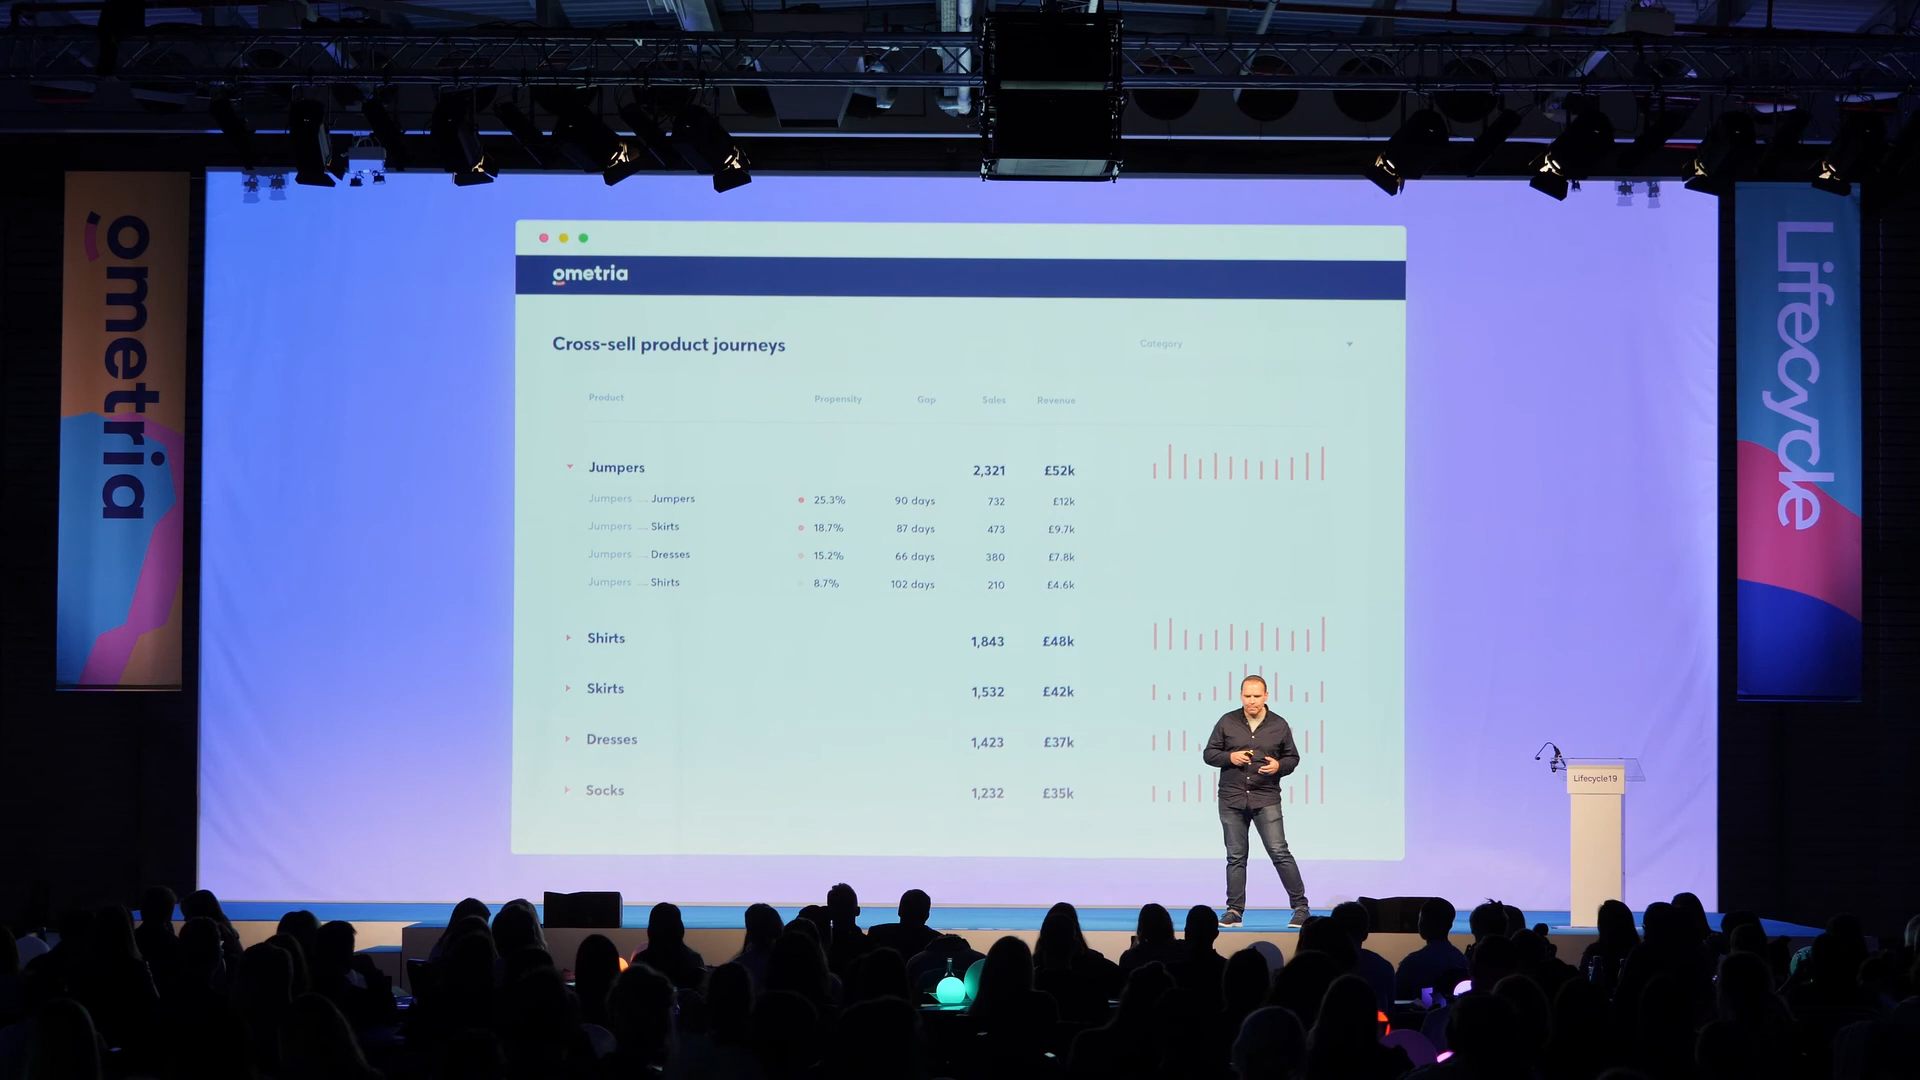 ometria
Lifecycle
ometria
Cross-sell product journeys
Category
Product Propensity Gap Sales Revenue
Jumpers 2,321 £52k
Jumpers Jumpers 25.3% 90 days 732 £12k
Jumpers Skirts 18.7% 87 days 473 £9.7k
Jumpers Dresses 15.2% 66 days 380 £7.8k
Jumpers Shirts 8.7% 102 days 210 £4.6k
Shirts 1,843 £48k
Skirts 1,532 £42k
Dresses 1,423 £37k
Socks 1,232 £35k
Lifecycle19